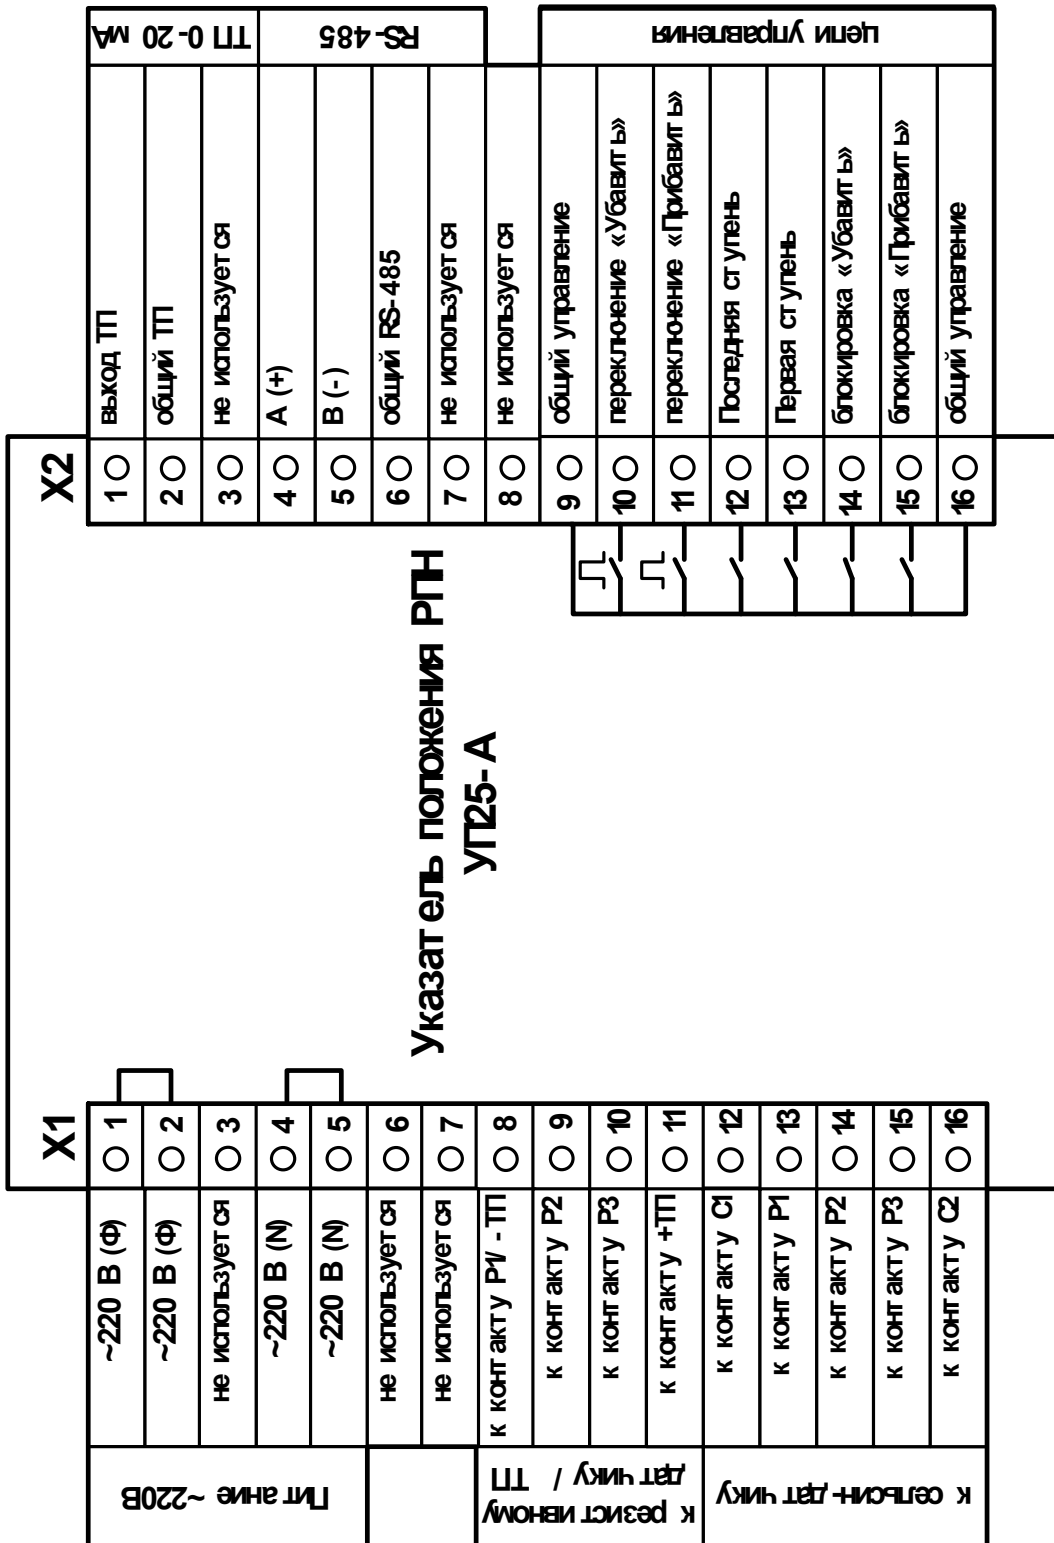 ТП 0-20 мА
RS-485
цепи управления
выход ТП
общий ТП
не используется
А (+)
В (-)
общий RS-485
не используется
не используется
общий управление
переключение «Убавить»
переключение «Прибавить»
Последняя ступень
Первая ступень
блокировка «Убавить»
блокировка «Прибавить»
общий управление
X2
1
2
3
4
5
6
7
8
9
10
11
12
13
14
15
16
Указатель положения РПН
УП25-А
X1
1
2
3
4
5
6
7
8
9
10
11
12
13
14
15
16
~220 В (Ф)
~220 В (Ф)
не используется
~220 В (N)
~220 В (N)
не используется
не используется
к контакту Р1/ -ТП
к контакту Р2
к контакту Р3
к контакту +ТП
к контакту С1
к контакту Р1
к контакту Р2
к контакту Р3
к контакту С2
Питание ~220В
к резистивному
датчику / ТП
к сельсин-датчику